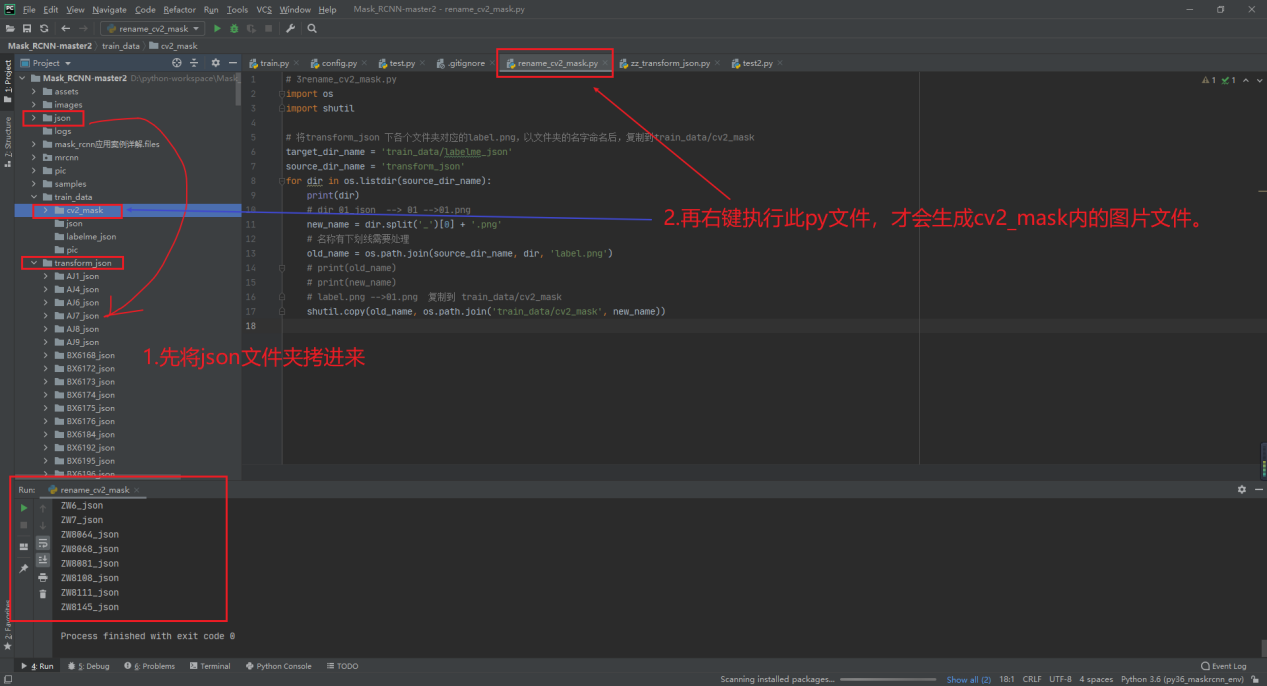 File Edit View Navigate Code Refactor Run Tools VCS Window Help Mask_RCNN-master2 - rename_cv2_mask.py
rename_cv2_mask
Mask_RCNN-master2 train_data cv2_mask
Project
train.py config.py test.py .gitignore rename_cv2_mask.py zz_transform_json.py test2.py
1: Project
2: Structure
2: Favorites
Mask_RCNN-master2 D:\python-workspace\Mask_
assets
images
json
logs
mask_rcnn应用案例详解.files
mrcnn
pic
samples
train_data
cv2_mask
json
labelme_json
pic
transform_json
AJ1_json
AJ4_json
AJ6_json
AJ7_json
AJ8_json
AJ9_json
BX6168_json
BX6172_json
BX6173_json
BX6174_json
BX6175_json
BX6176_json
BX6184_json
BX6192_json
BX6195_json
BX6196_json
1 # 3rename_cv2_mask.py
2 import os
3 import shutil
4
5 # 将transform_json 下各个文件夹对应的label.png，以文件夹的名字命名后，复制到train_data/cv2_mask
6 target_dir_name = 'train_data/labelme_json'
7 source_dir_name = 'transform_json'
8 for dir in os.listdir(source_dir_name):
9 print(dir)
10 # dir 01_json --> 01 -->01.png
11 new_name = dir.split('_')[0] + '.png'
12 # 名称有下划线需要处理
13 old_name = os.path.join(source_dir_name, dir, 'label.png')
14 # print(old_name)
15 # print(new_name)
16 # label.png -->01.png 复制到 train_data/cv2_mask
17 shutil.copy(old_name, os.path.join('train_data/cv2_mask', new_name))
18
1 1
2.再右键执行此py文件，才会生成cv2_mask内的图片文件。
1.先将json文件夹拷进来
Run: rename_cv2_mask
ZW6_json
ZW7_json
ZW8064_json
ZW8068_json
ZW8081_json
ZW8108_json
ZW8111_json
ZW8145_json
Process finished with exit code 0
4: Run 5: Debug 6: Problems Terminal Python Console TODO Event Log
Scanning installed packages... Show all (2) 18:1 CRLF UTF-8 4 spaces Python 3.6 (py36_maskrcnn_env)